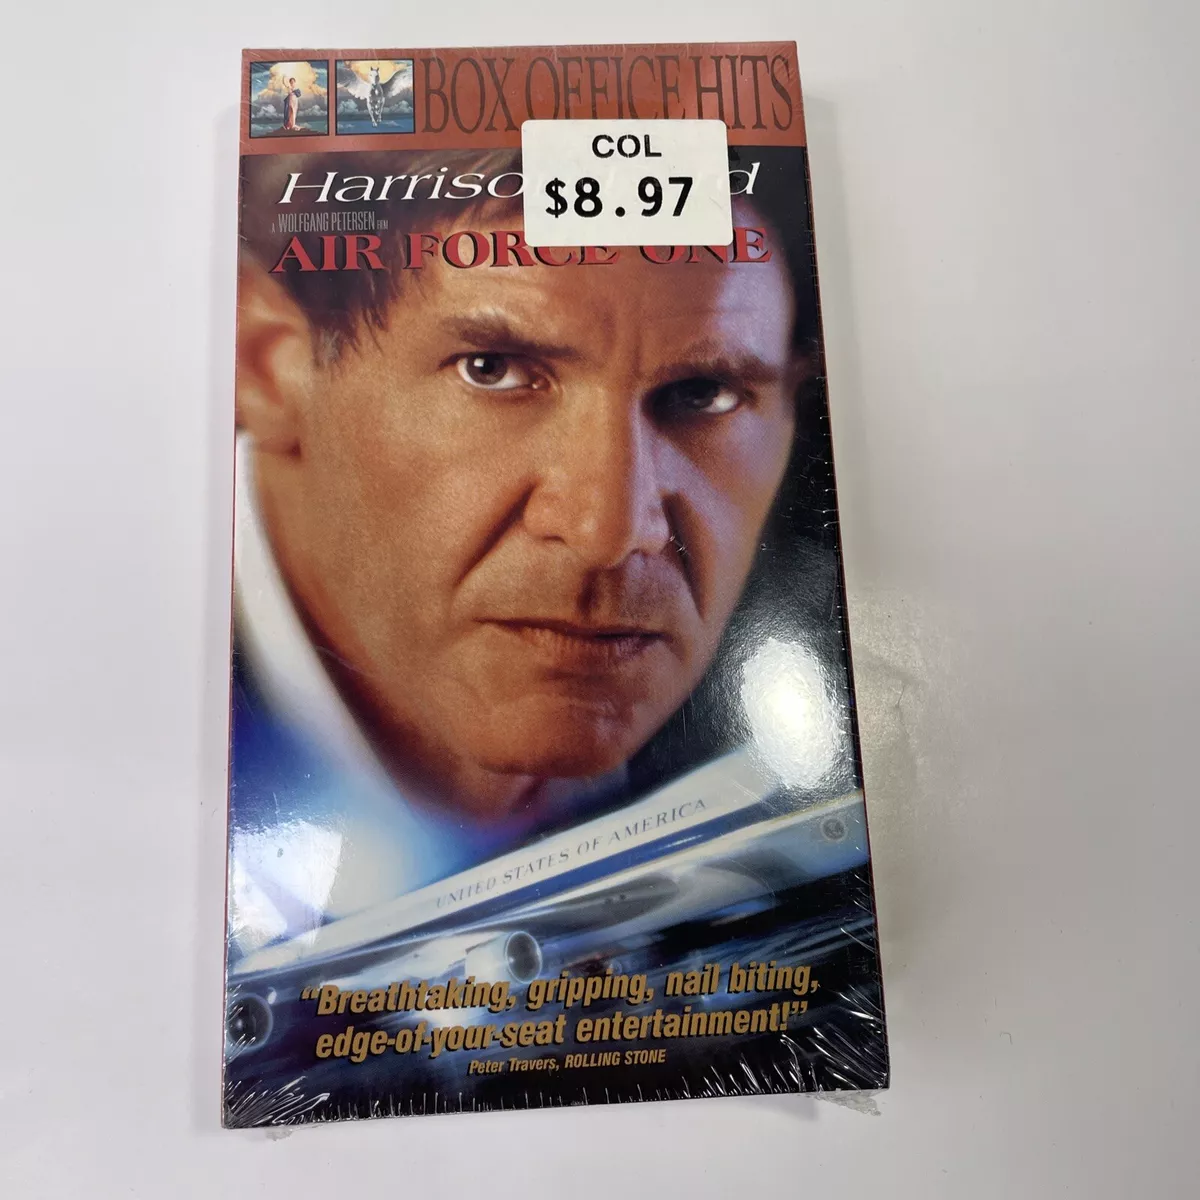 BOX OFFICE HITS
COL
$8.97
Harriso d
A WOLFGANG PETERSEN FILM
AIR FORCE ONE
UNITED STATES OF AMERICA
"Breathtaking, gripping, nail biting,
edge-of-your-seat entertainment!"
Peter Travers, ROLLING STONE